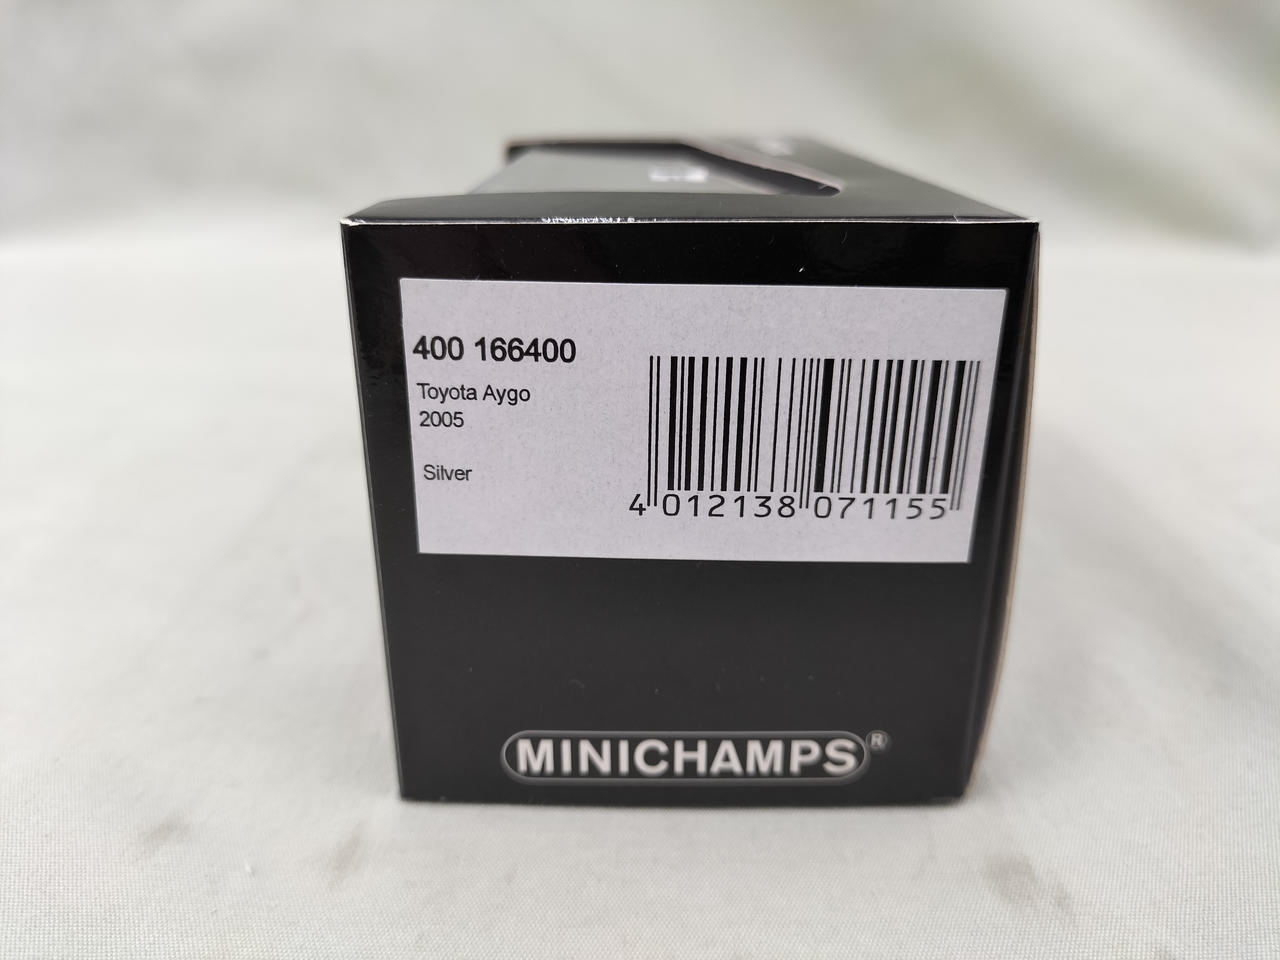 400 166400
Toyota Aygo
2005
Silver
4 012138 071155
MINICHAMPS®